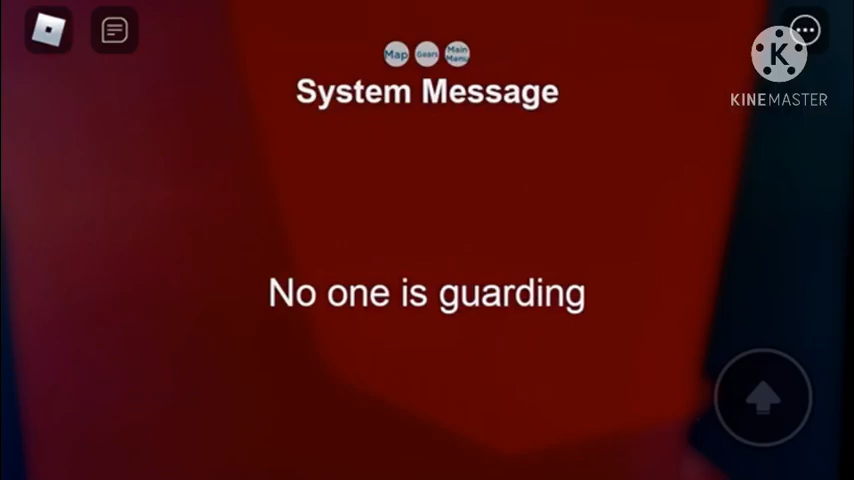 Map Gears Main Menu
System Message
KINEMASTER
No one is guarding